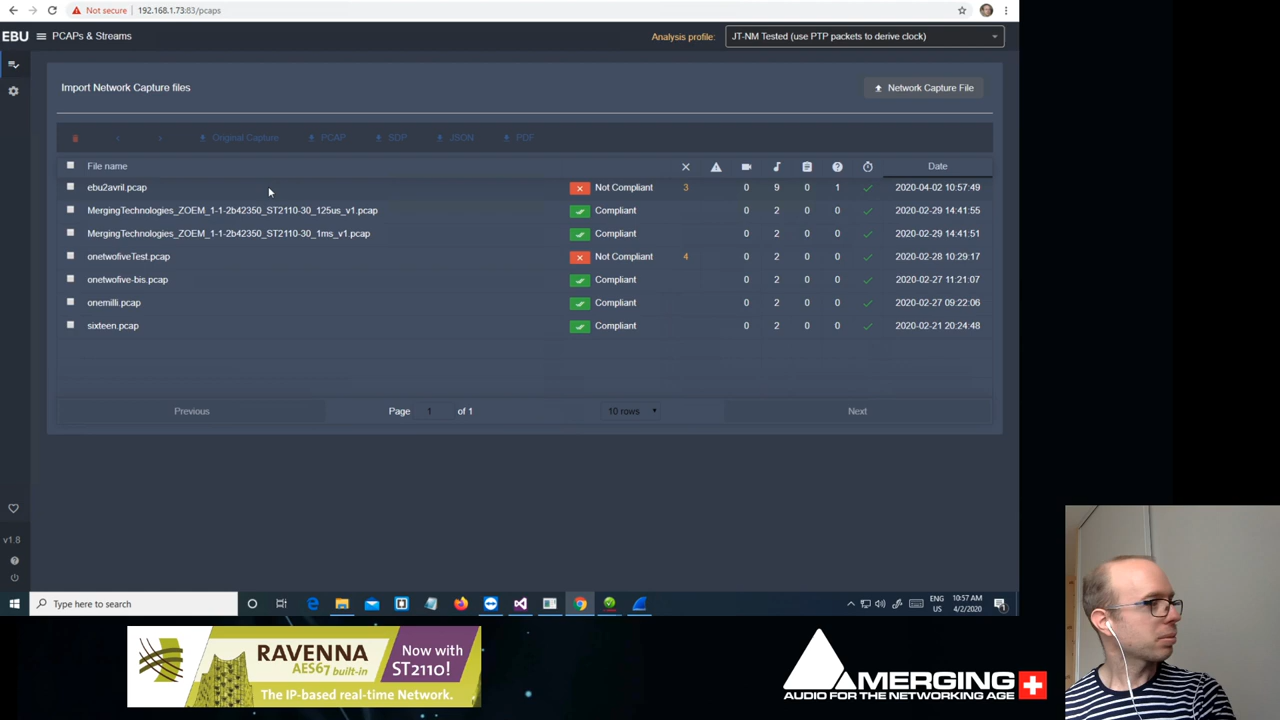 Not secure 192.168.1.73:83/pcaps
EBU PCAPs & Streams Analysis profile: JT-NM Tested (use PTP packets to derive clock)
Import Network Capture files Network Capture File
Original Capture PCAP SDP JSON PDF
File name Date
ebu2avril.pcap Not Compliant 3 0 9 0 1 2020-04-02 10:57:49
MergingTechnologies_ZOEM_1-1-2b42350_ST2110-30_125us_v1.pcap Compliant 0 2 0 0 2020-02-29 14:41:55
MergingTechnologies_ZOEM_1-1-2b42350_ST2110-30_1ms_v1.pcap Compliant 0 2 0 0 2020-02-29 14:41:51
onetwofiveTest.pcap Not Compliant 4 0 2 0 0 2020-02-28 10:29:17
onetwofive-bis.pcap Compliant 0 2 0 0 2020-02-27 11:21:07
onemilli.pcap Compliant 0 2 0 0 2020-02-27 09:22:06
sixteen.pcap Compliant 0 2 0 0 2020-02-21 20:24:48
Previous Page 1 of 1 10 rows Next
v1.8
Type here to search ENG US 10:57 AM 4/2/2020
RAVENNA
AES67 built-in
The IP-based real-time Network.
Now with
ST2110!
MERGING
AUDIO FOR THE NETWORKING AGE